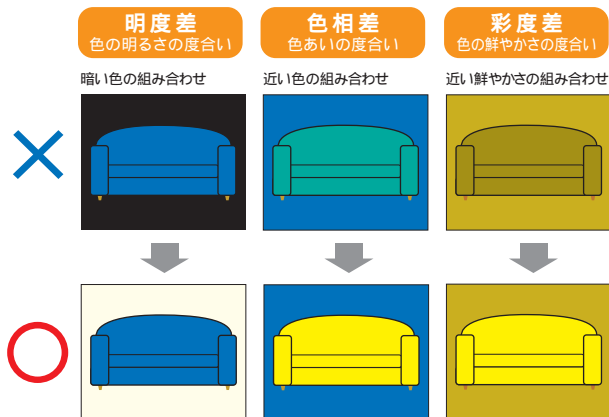 明度差
色の明るさの度合い
色相差
色あいの度合い
彩度差
色の鮮やかさの度合い
暗い色の組み合わせ
近い色の組み合わせ
近い鮮やかさの組み合わせ